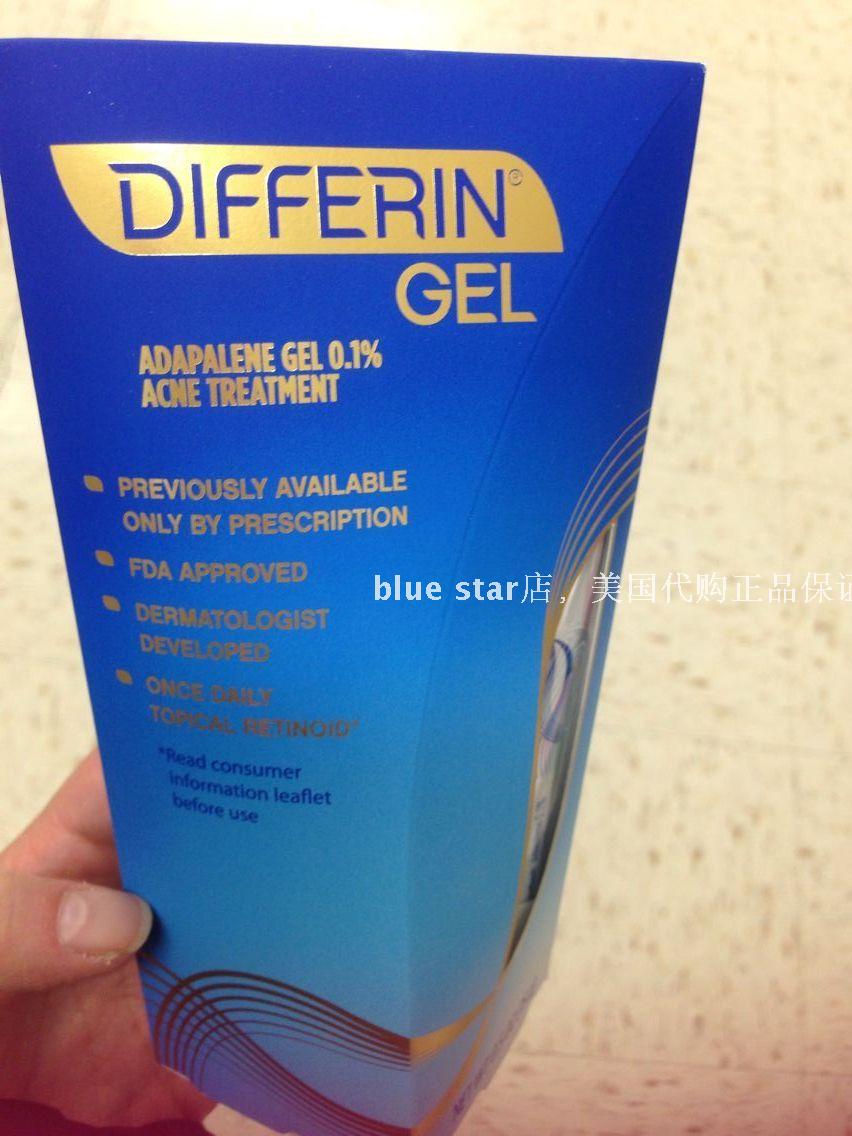 DIFFERIN®
GEL
ADAPALENE GEL 0.1%
ACNE TREATMENT
PREVIOUSLY AVAILABLE
ONLY BY PRESCRIPTION
FDA APPROVED
blue star店，美国代购正品保证
DERMATOLOGIST
DEVELOPED
ONCE DAILY
TOPICAL RETINOID*
*Read consumer
information leaflet
before use
NET